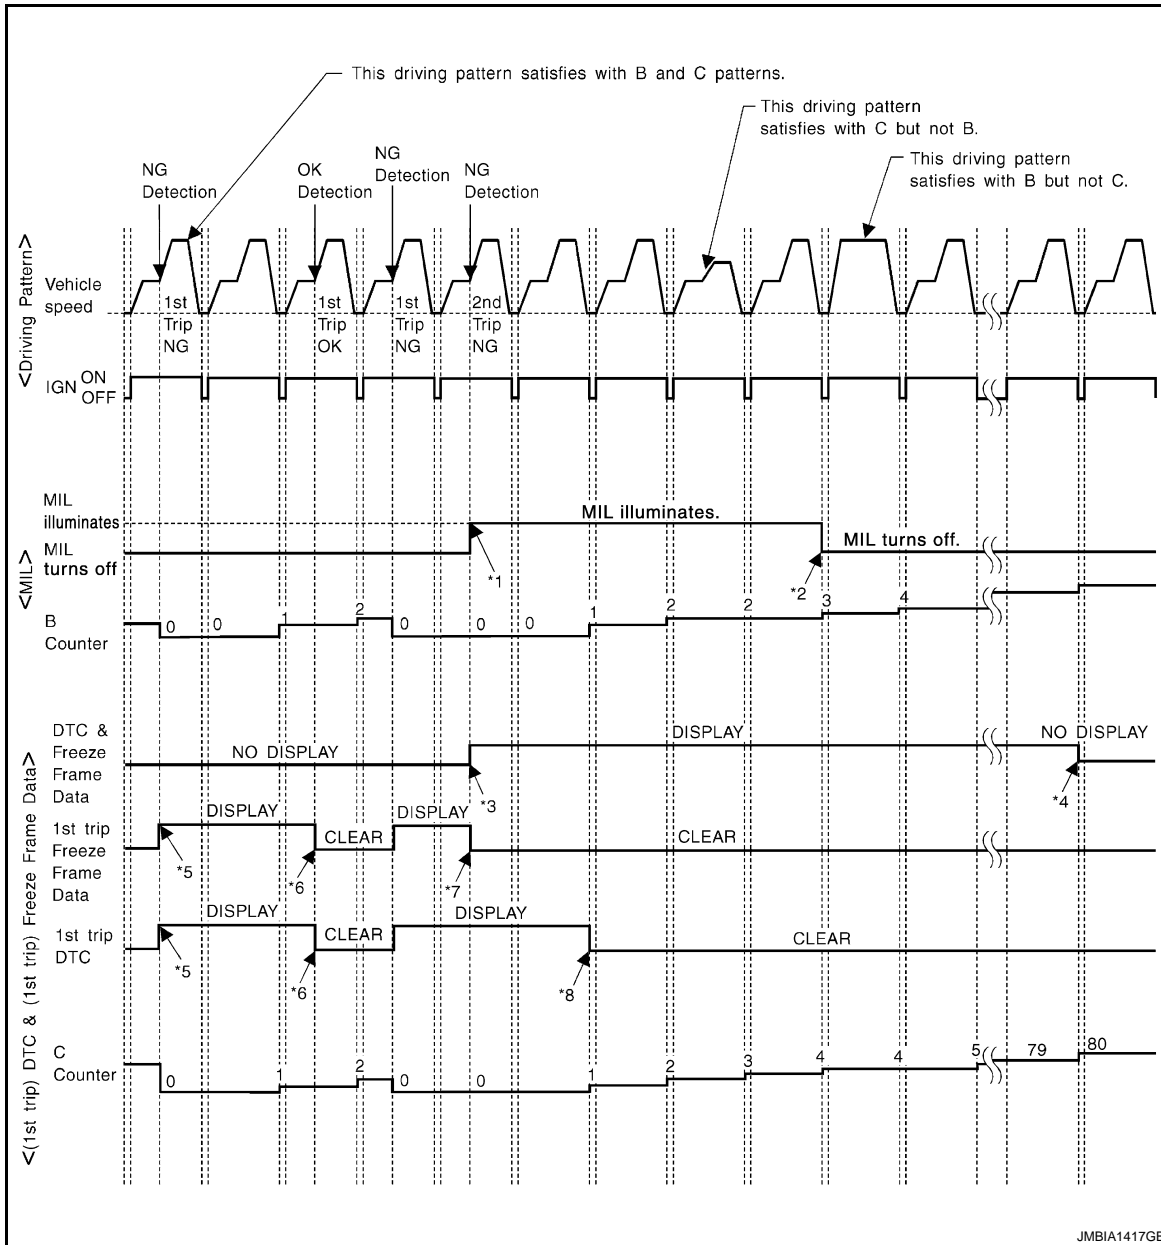 This driving pattern satisfies with B and C patterns.
This driving pattern
satisfies with C but not B.
This driving pattern
satisfies with B but not C.
NG
Detection
OK
Detection
NG
Detection
NG
Detection
<Driving Pattern>
Vehicle
speed
1st
Trip
NG
1st
Trip
OK
1st
Trip
NG
2nd
Trip
NG
IGN ON
OFF
<MIL>
MIL
illuminates
MIL
turns off
MIL illuminates.
MIL turns off.
*1
*2
B
Counter
0 0 1 2 0 0 0 1 2 2 3 4
<(1st trip) DTC & (1st trip) Freeze Frame Data>
DTC &
Freeze
Frame
Data
NO DISPLAY
DISPLAY
NO DISPLAY
*3
*4
1st trip
Freeze
Frame
Data
DISPLAY
CLEAR
DISPLAY
CLEAR
*5
*6
*7
1st trip
DTC
DISPLAY
CLEAR
DISPLAY
CLEAR
*5
*6
*8
C
Counter
0 1 2 0 0 1 2 3 4 4 5 79 80
JMBIA1417GB